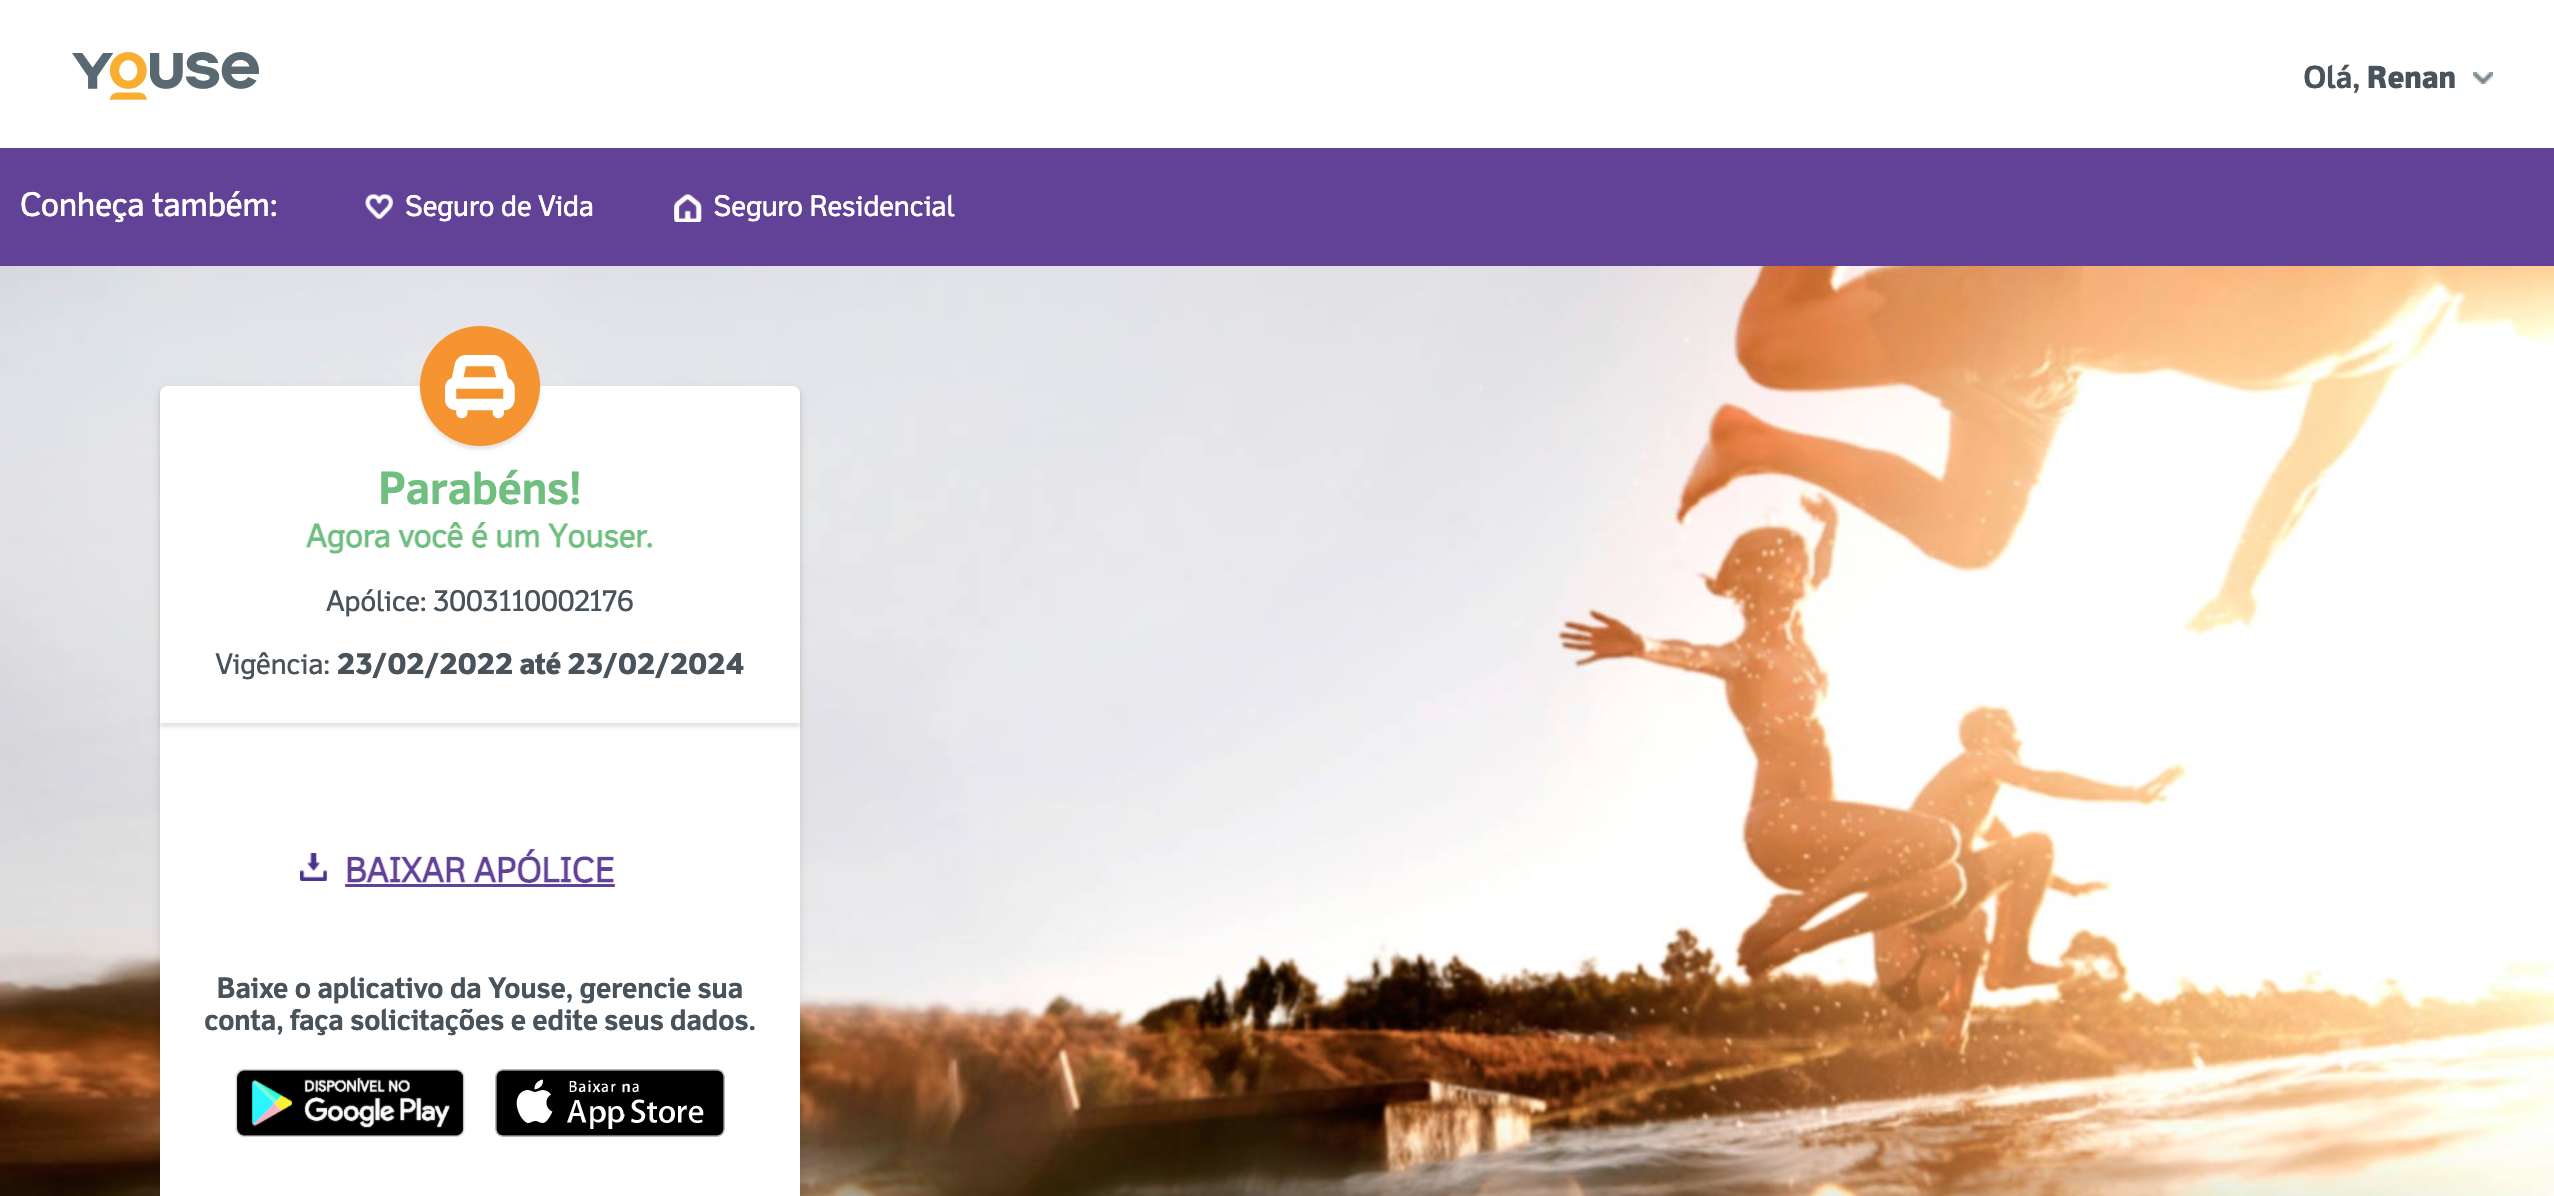 Youse
Olá, Renan
Conheça também:
Seguro de Vida
Seguro Residencial
Parabéns!
Agora você é um Youser.
Apólice: 3003110002176
Vigência: 23/02/2022 até 23/02/2024
BAIXAR APÓLICE
Baixe o aplicativo da Youse, gerencie sua
conta, faça solicitações e edite seus dados.
DISPONÍVEL NO
Google Play
Baixar na
App Store